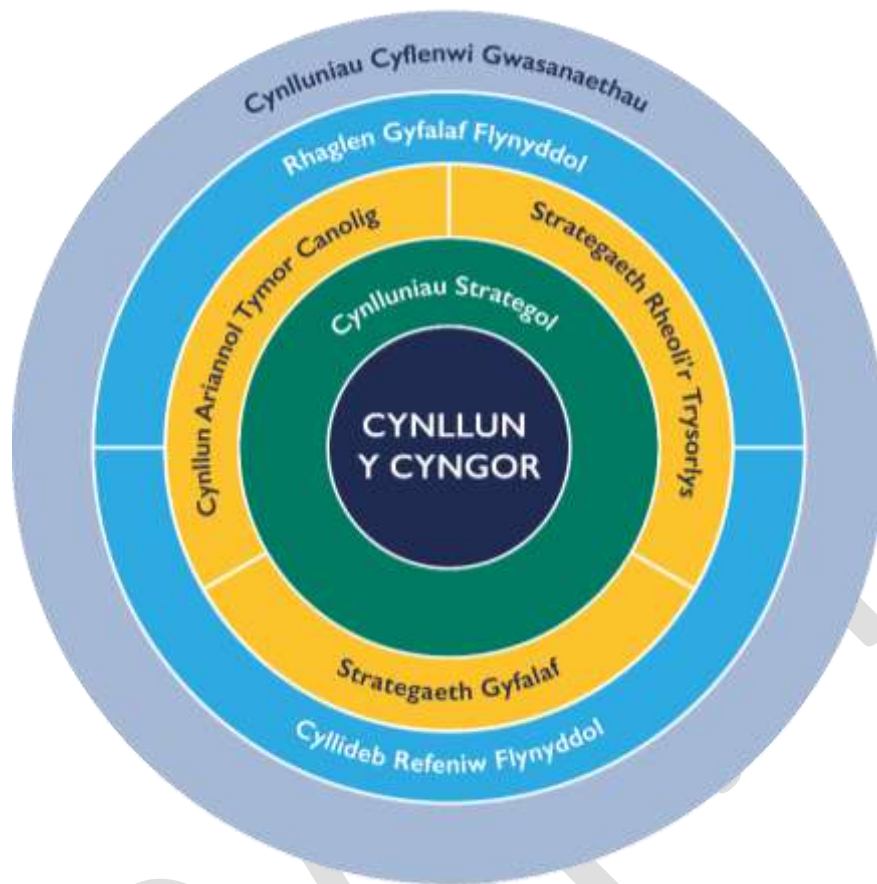 Cynlluniau Cyflenwi Gwasanaethau
Rhaglen Gyfalaf Flynyddol
Cynllun Ariannol Tymor Canolig
Strategaeth Rheoli'r Trysorlys
Cynlluniau Strategol
CYNLLUN
Y CYNGOR
Strategaeth Gyfalaf
Cyllideb Refeniw Flynyddol